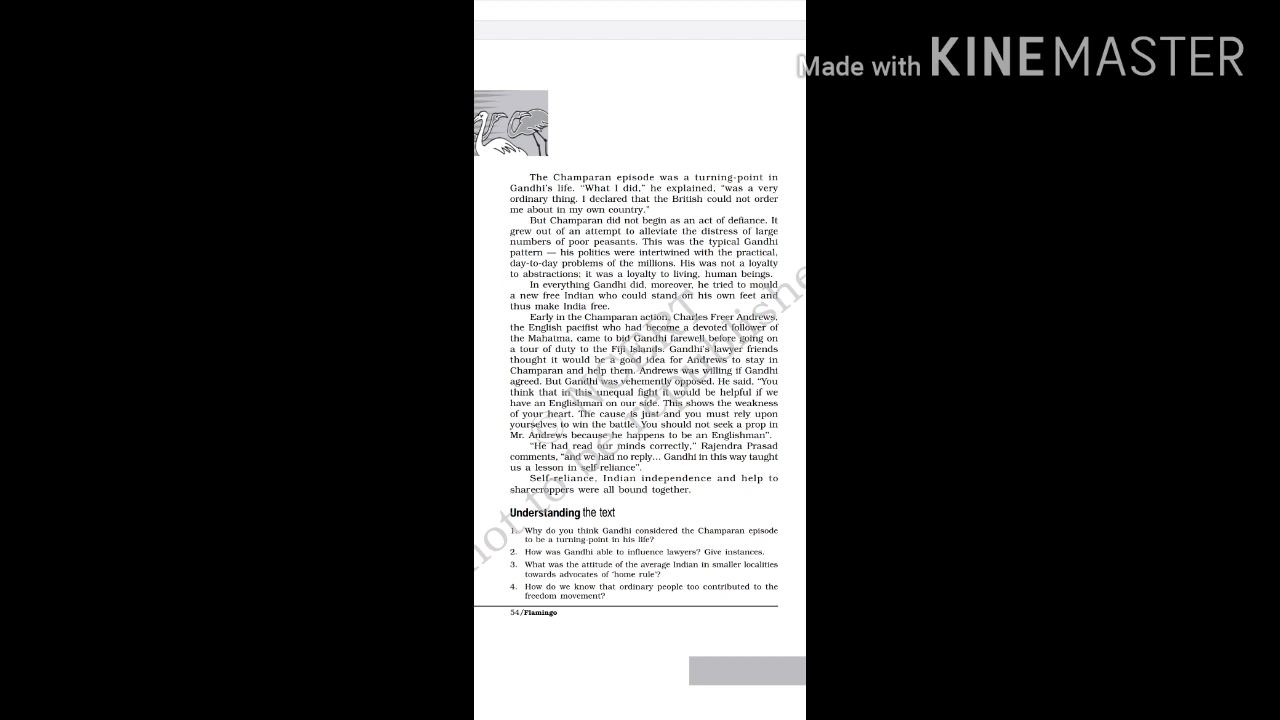 Made with KINEMASTER
The Champaran episode was a turning-point in
Gandhi's life. "What I did," he explained, "was a very
ordinary thing. I declared that the British could not order
me about in my own country."
But Champaran did not begin as an act of defiance. It
grew out of an attempt to alleviate the distress of large
numbers of poor peasants. This was the typical Gandhi
pattern — his politics were intertwined with the practical,
day-to-day problems of the millions. His was not a loyalty
to abstractions; it was a loyalty to living, human beings.
In everything Gandhi did, moreover, he tried to mould
a new free Indian who could stand on his own feet and
thus make India free.
Early in the Champaran action, Charles Freer Andrews,
the English pacifist who had become a devoted follower of
the Mahatma, came to bid Gandhi farewell before going on
a tour of duty to the Fiji Islands. Gandhi's lawyer friends
thought it would be a good idea for Andrews to stay in
Champaran and help them. Andrews was willing if Gandhi
agreed. But Gandhi was vehemently opposed. He said, "You
think that in this unequal fight it would be helpful if we
have an Englishman on our side. This shows the weakness
of your heart. The cause is just and you must rely upon
yourselves to win the battle. You should not seek a prop in
Mr. Andrews because he happens to be an Englishman".
"He had read our minds correctly," Rajendra Prasad
comments, "and we had no reply... Gandhi in this way taught
us a lesson in self-reliance".
Self-reliance, Indian independence and help to
sharecroppers were all bound together.
Understanding the text
1. Why do you think Gandhi considered the Champaran episode
to be a turning-point in his life?
2. How was Gandhi able to influence lawyers? Give instances.
3. What was the attitude of the average Indian in smaller localities
towards advocates of 'home rule'?
4. How do we know that ordinary people too contributed to the
freedom movement?
54/Flamingo
© NCERT
not to be republishe